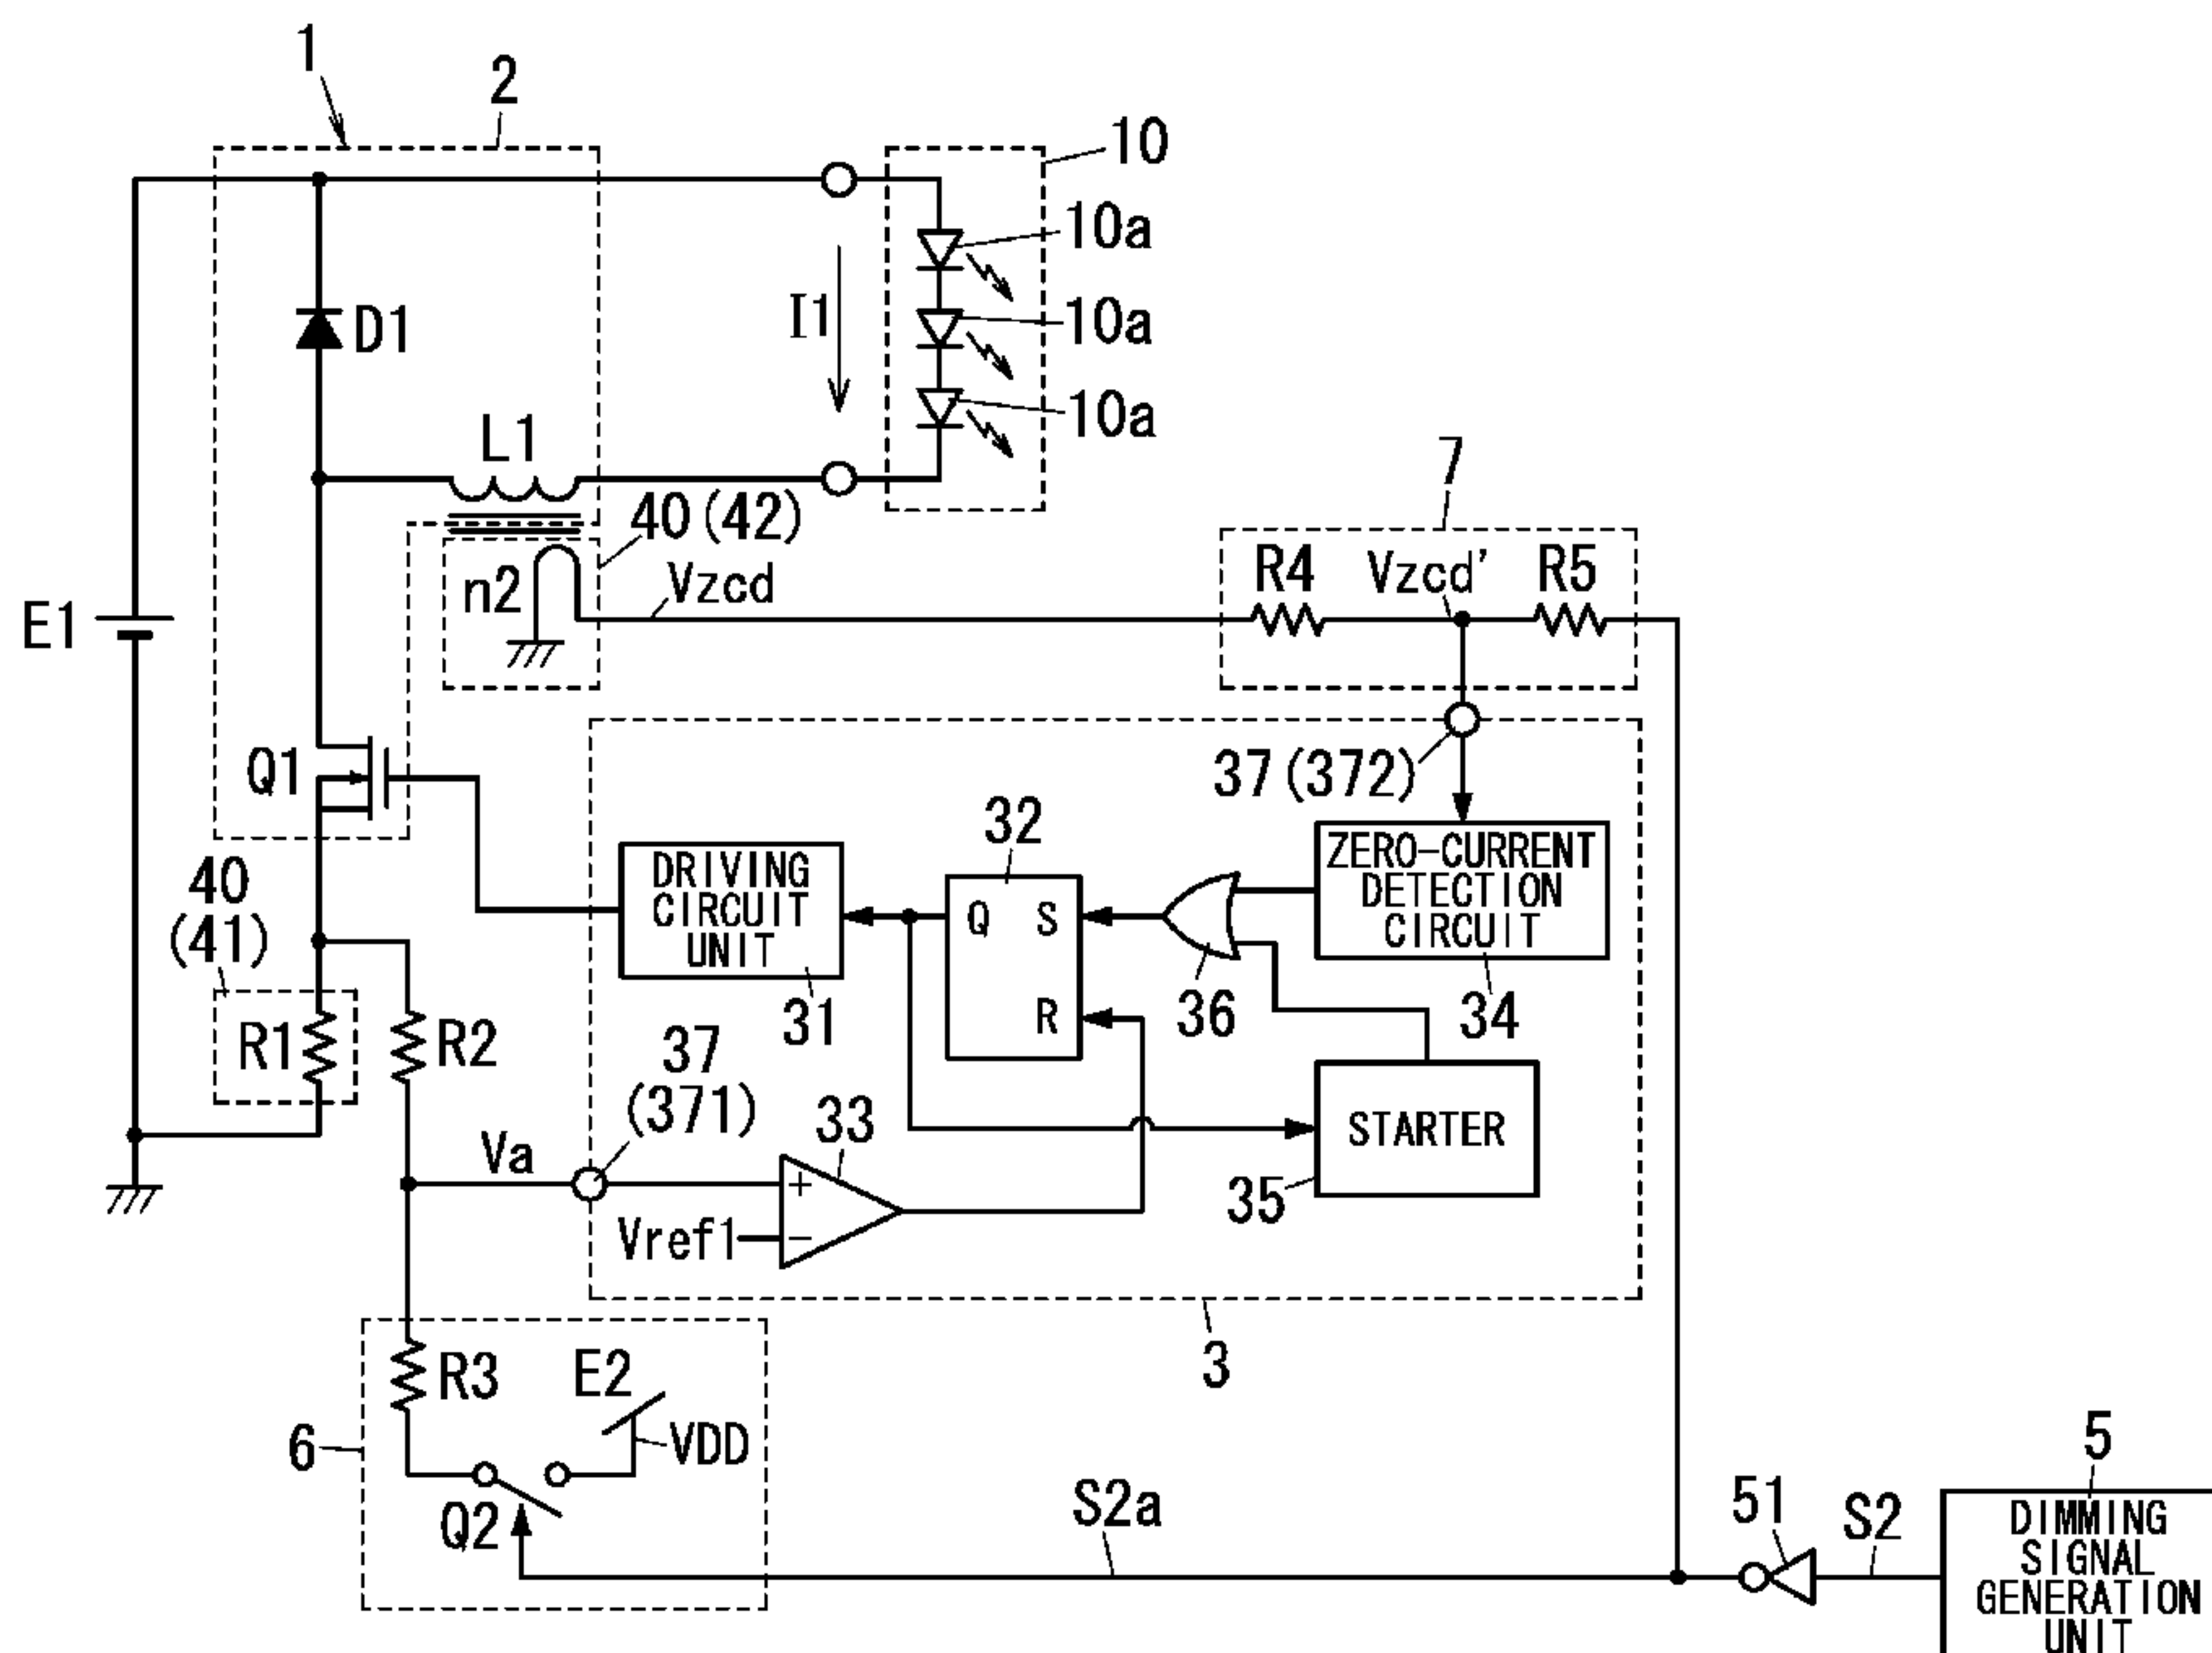 1
2
10
10a
I1
10a
D1
10a
L1
7
40(42)
R4
Vzcd'
R5
n2
Vzcd
E1
Q1
37(372)
32
ZERO-CURRENT
DETECTION
CIRCUIT
40
(41)
DRIVING
CIRCUIT
UNIT
Q
S
R
31
36
34
R1
R2
37
(371)
33
STARTER
Va
+
35
Vref1
−
3
R3
E2
6
VDD
5
Q2
S2a
51
S2
DIMMING
SIGNAL
GENERATION
UNIT